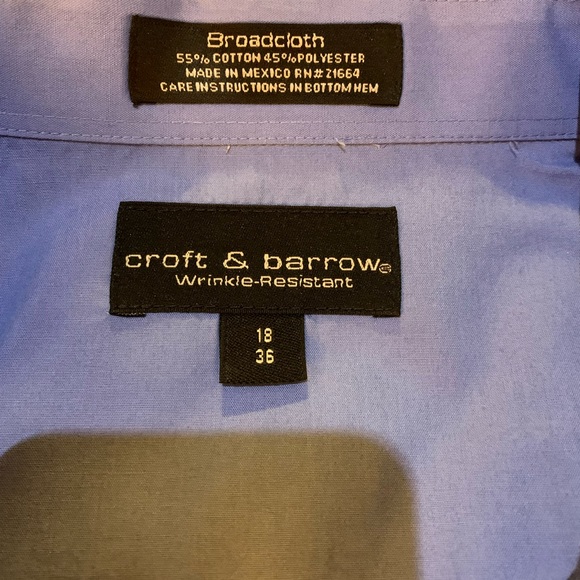 Broadcloth
55% COTTON 45% POLYESTER
MADE IN MEXICO RN# 21664
CARE INSTRUCTIONS IN BOTTOM HEM
croft & barrow®
Wrinkle-Resistant
18
36